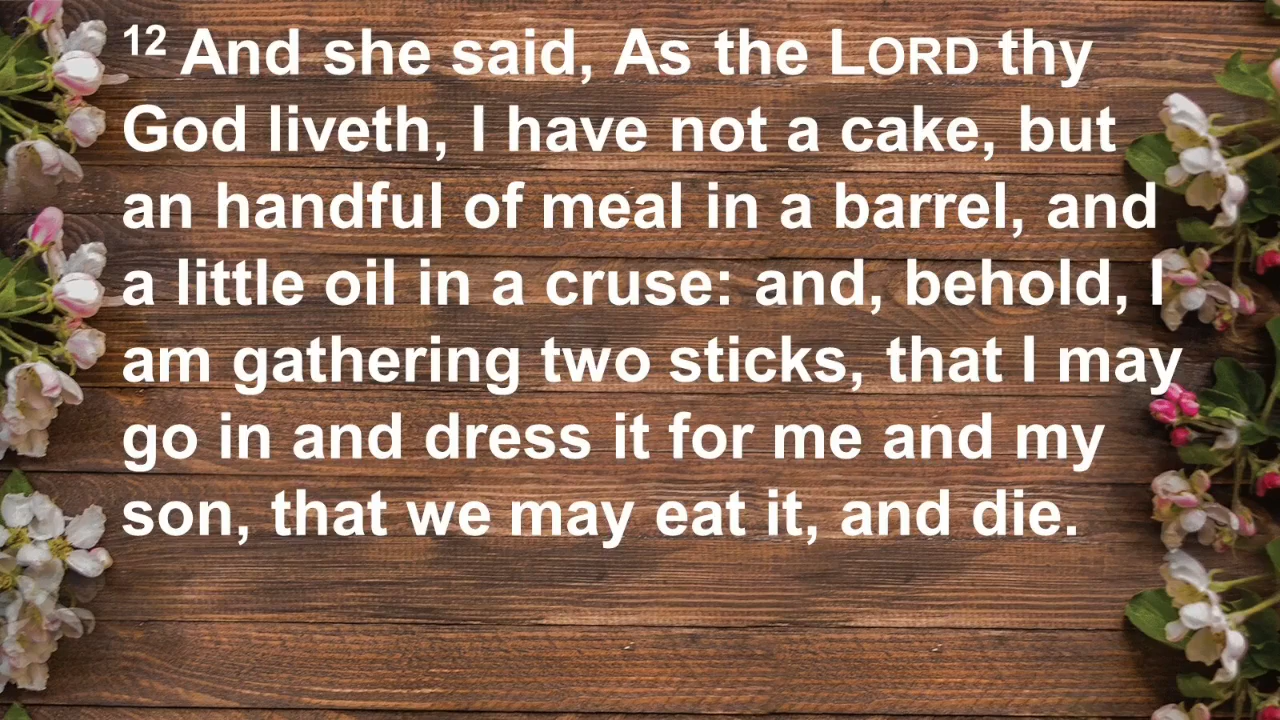 12 And she said, As the LORD thy
God liveth, I have not a cake, but
an handful of meal in a barrel, and
a little oil in a cruse: and, behold, I
am gathering two sticks, that I may
go in and dress it for me and my
son, that we may eat it, and die.